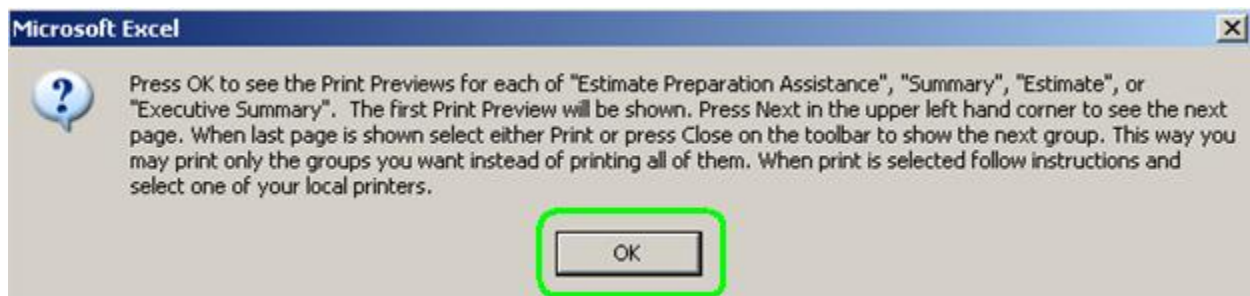 Microsoft Excel
Press OK to see the Print Previews for each of "Estimate Preparation Assistance", "Summary", "Estimate", or
"Executive Summary".  The first Print Preview will be shown. Press Next in the upper left hand corner to see the next
page. When last page is shown select either Print or press Close on the toolbar to show the next group. This way you
may print only the groups you want instead of printing all of them. When print is selected follow instructions and
select one of your local printers.
OK